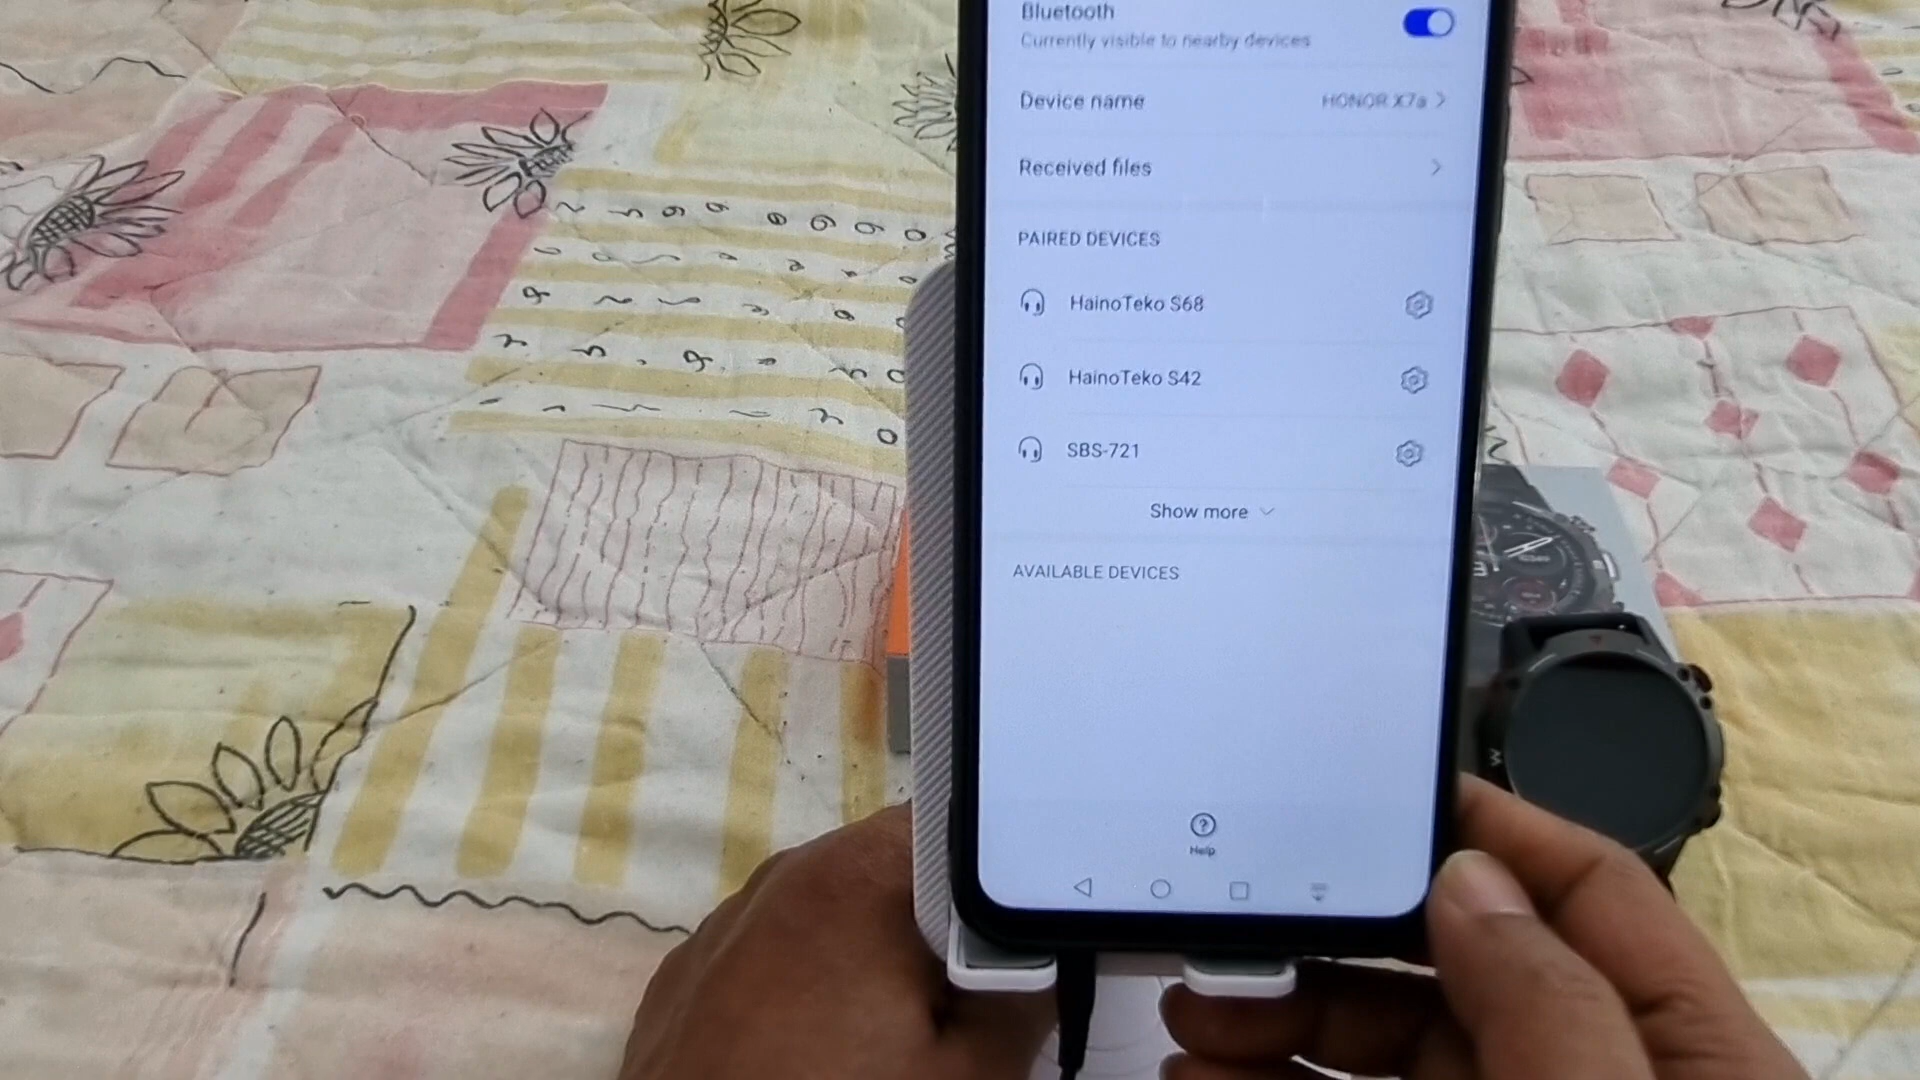 Bluetooth
Currently visible to nearby devices
Device name HONOR X7a
Received files
PAIRED DEVICES
HainoTeko S68
HainoTeko S42
SBS-721
Show more
AVAILABLE DEVICES
Help